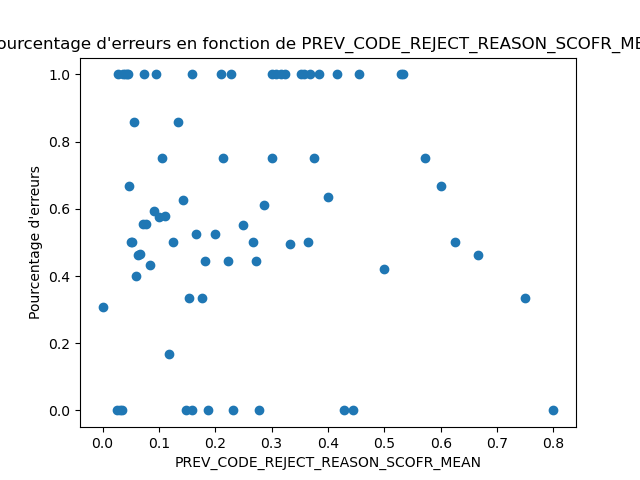 ourcentage d'erreurs en fonction de PREV_CODE_REJECT_REASON_SCOFR_ME
Pourcentage d'erreurs
1.0
0.8
0.6
0.4
0.2
0.0
0.0 0.1 0.2 0.3 0.4 0.5 0.6 0.7 0.8
PREV_CODE_REJECT_REASON_SCOFR_MEAN